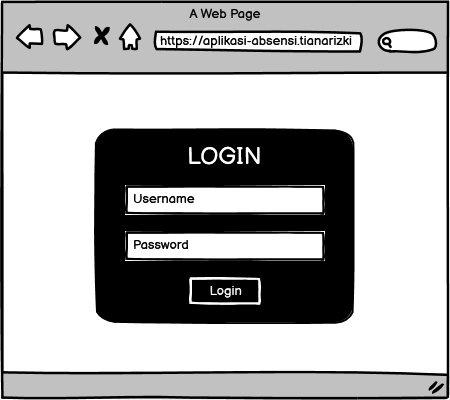 A Web Page
https://aplikasi-absensi.tianarizki
LOGIN
Username
Password
Login